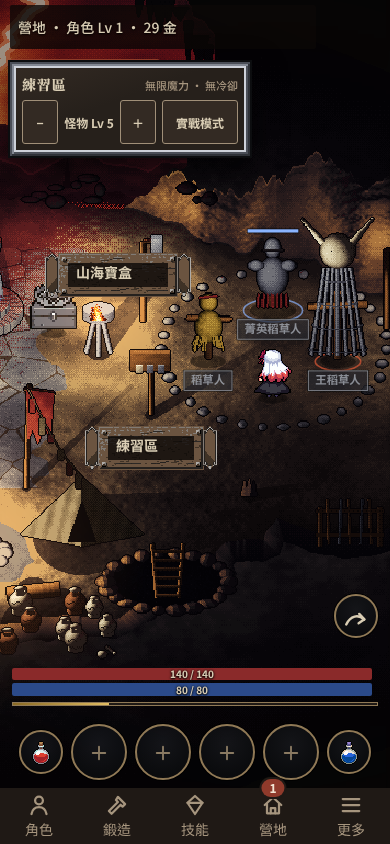 營地 · 角色 Lv 1 · 29 金
練習區
無限魔力 · 無冷卻
- 怪物 Lv 5 + 實戰模式
山海寶盒
菁英稻草人
稻草人
王稻草人
練習區
140 / 140
80 / 80
+ + + +
1
角色 鍛造 技能 營地 更多